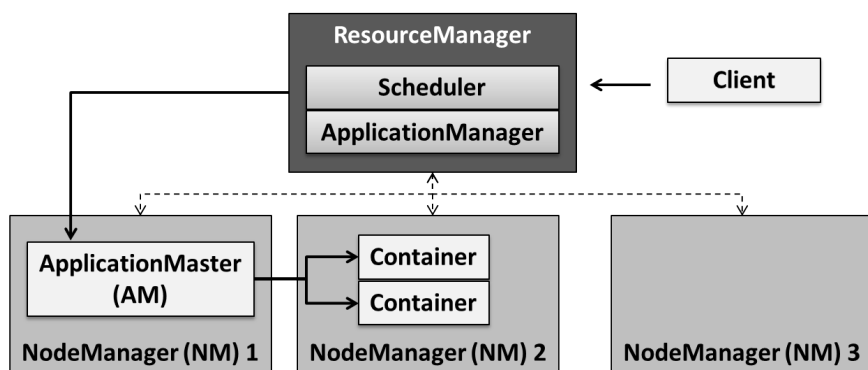 ResourceManager
Scheduler
Client
ApplicationManager
ApplicationMaster
(AM)
Container
Container
NodeManager (NM) 1
NodeManager (NM) 2
NodeManager (NM) 3